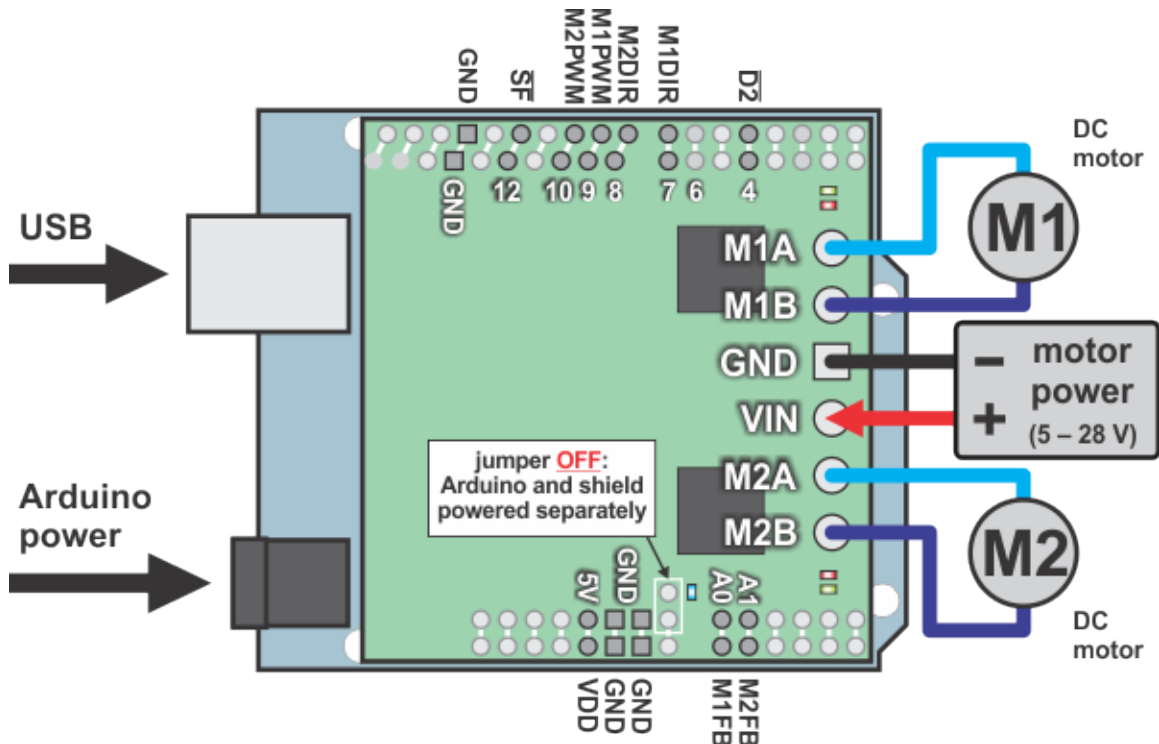 GND
SF
M2PWM
M1PWM
M2DIR
M1DIR
D2
GND
12
10
9
8
7
6
4
DC
motor
USB
M1A
M1
M1B
GND
motor
power
(5 – 28 V)
−
+
VIN
jumper OFF:
Arduino and shield
powered separately
M2A
M2B
M2
Arduino
power
5V
GND
A0
A1
DC
motor
VDD
GND
GND
M1FB
M2FB